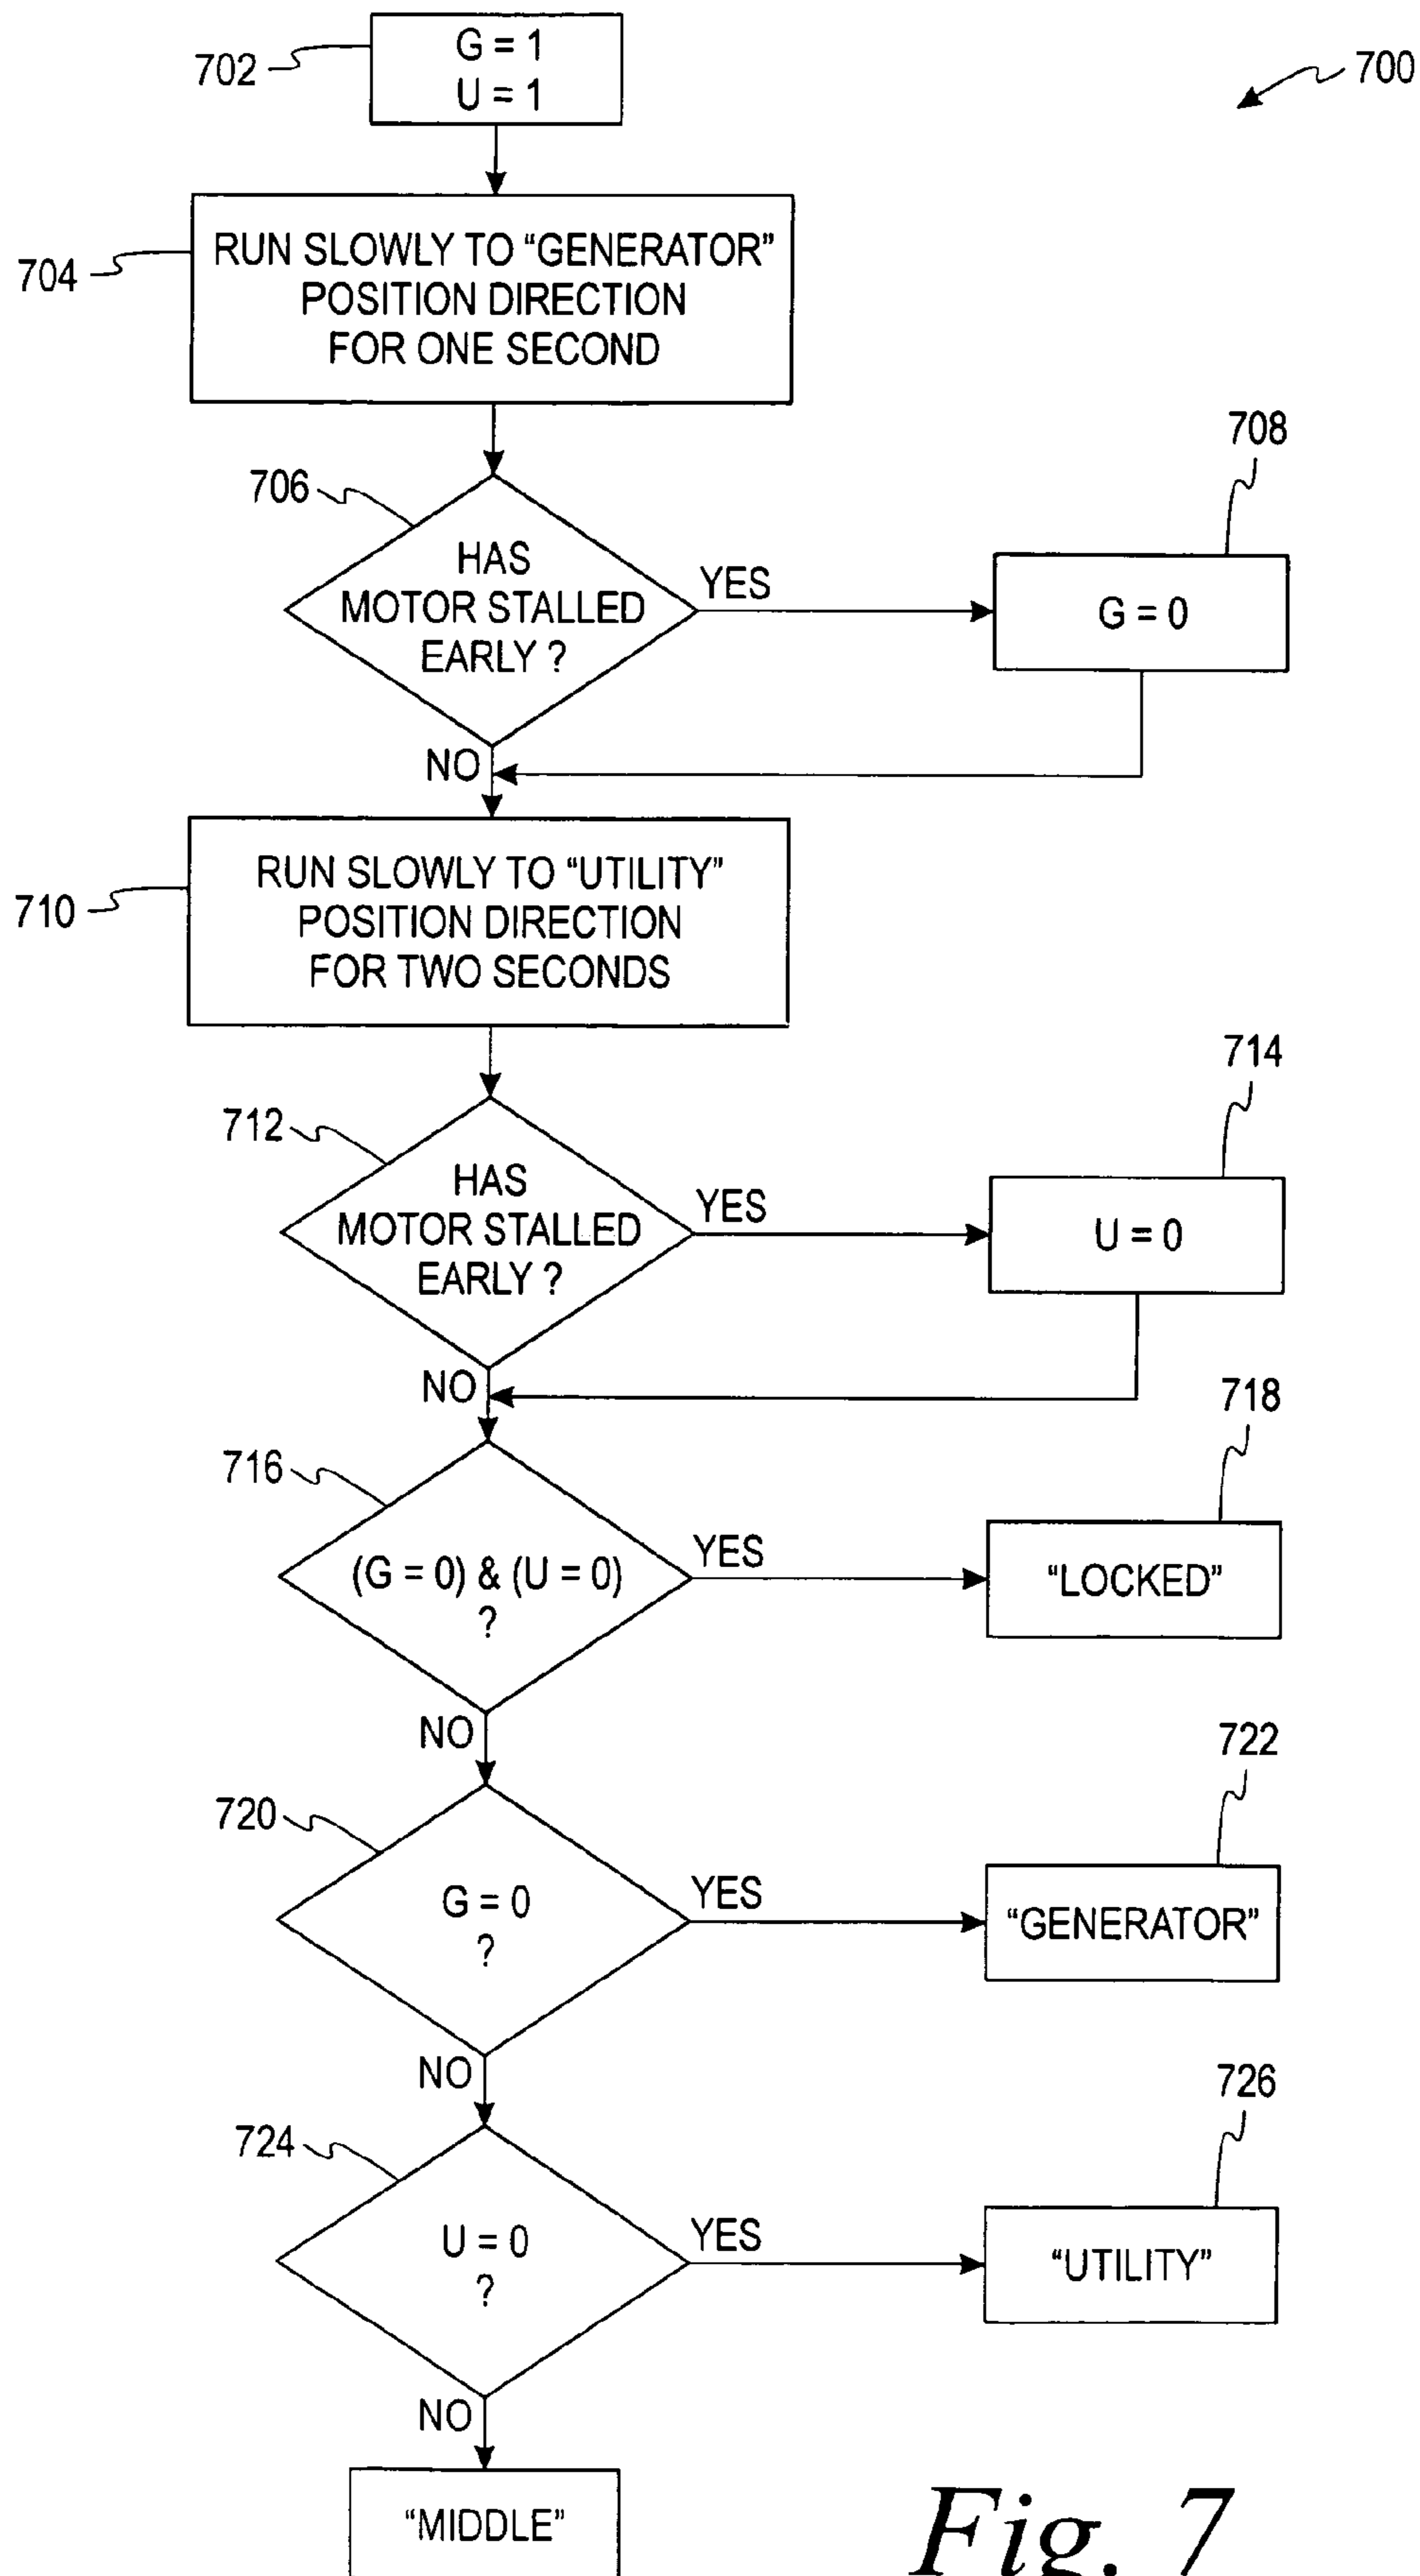 702
G = 1
U = 1
700
704
RUN SLOWLY TO “GENERATOR”
POSITION DIRECTION
FOR ONE SECOND
706
HAS
MOTOR STALLED
EARLY ?
YES
708
G = 0
NO
710
RUN SLOWLY TO “UTILITY”
POSITION DIRECTION
FOR TWO SECONDS
712
HAS
MOTOR STALLED
EARLY ?
YES
714
U = 0
NO
716
(G = 0) & (U = 0)
?
YES
718
“LOCKED”
NO
720
G = 0
?
YES
722
“GENERATOR”
NO
724
U = 0
?
YES
726
“UTILITY”
NO
“MIDDLE”
Fig. 7